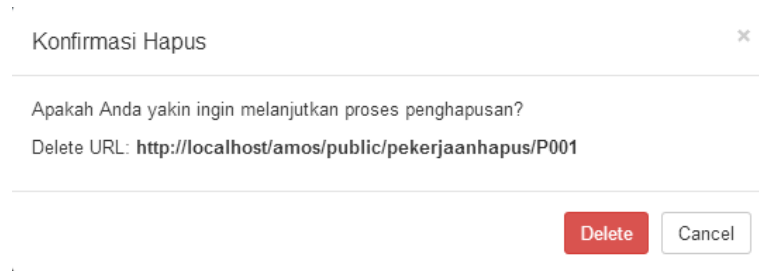 Konfirmasi Hapus ×
Apakah Anda yakin ingin melanjutkan proses penghapusan?
Delete URL: http://localhost/amos/public/pekerjaanhapus/P001
Delete Cancel